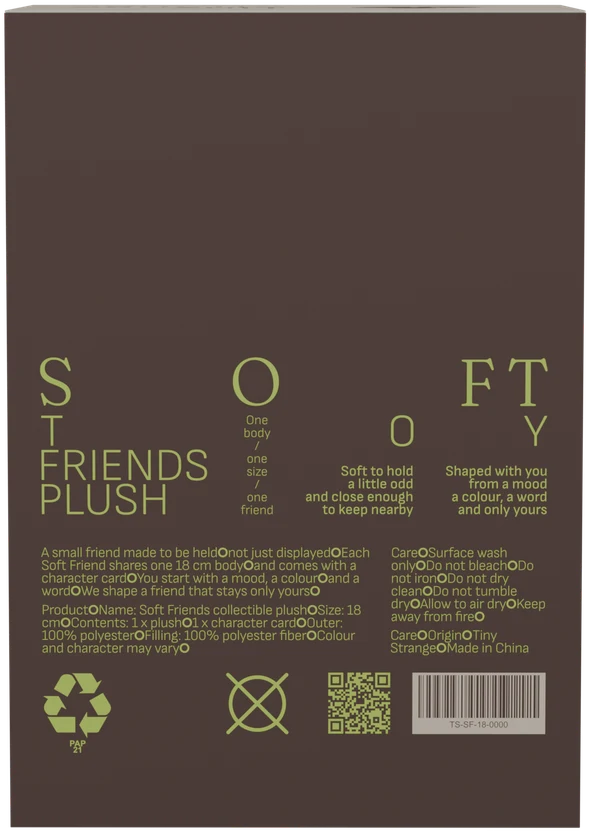 S O FT
T O Y
FRIENDS
PLUSH
One
body
/
one
size
/
one
friend
Soft to hold
a little odd
and close enough
to keep nearby
Shaped with you
from a mood
a colour, a word
and only yours
A small friend made to be heldOnot just displayedOEach
Soft Friend shares one 18 cm bodyOand comes with a
character cardOYou start with a mood, a colourOand a
wordOWe shape a friend that stays only yoursO
ProductOName: Soft Friends collectible plushOSize: 18
cmOContents: 1 x plushO1 x character cardOOuter:
100% polyesterOFilling: 100% polyester fiberOColour
and character may varyO
CareOSurface wash
onlyODo not bleachODo
not ironODo not dry
cleanODo not tumble
dryOAllow to air dryOKeep
away from fireO
CareOOriginOTiny
StrangeOMade in China
PAP
21
TS-SF-18-0000